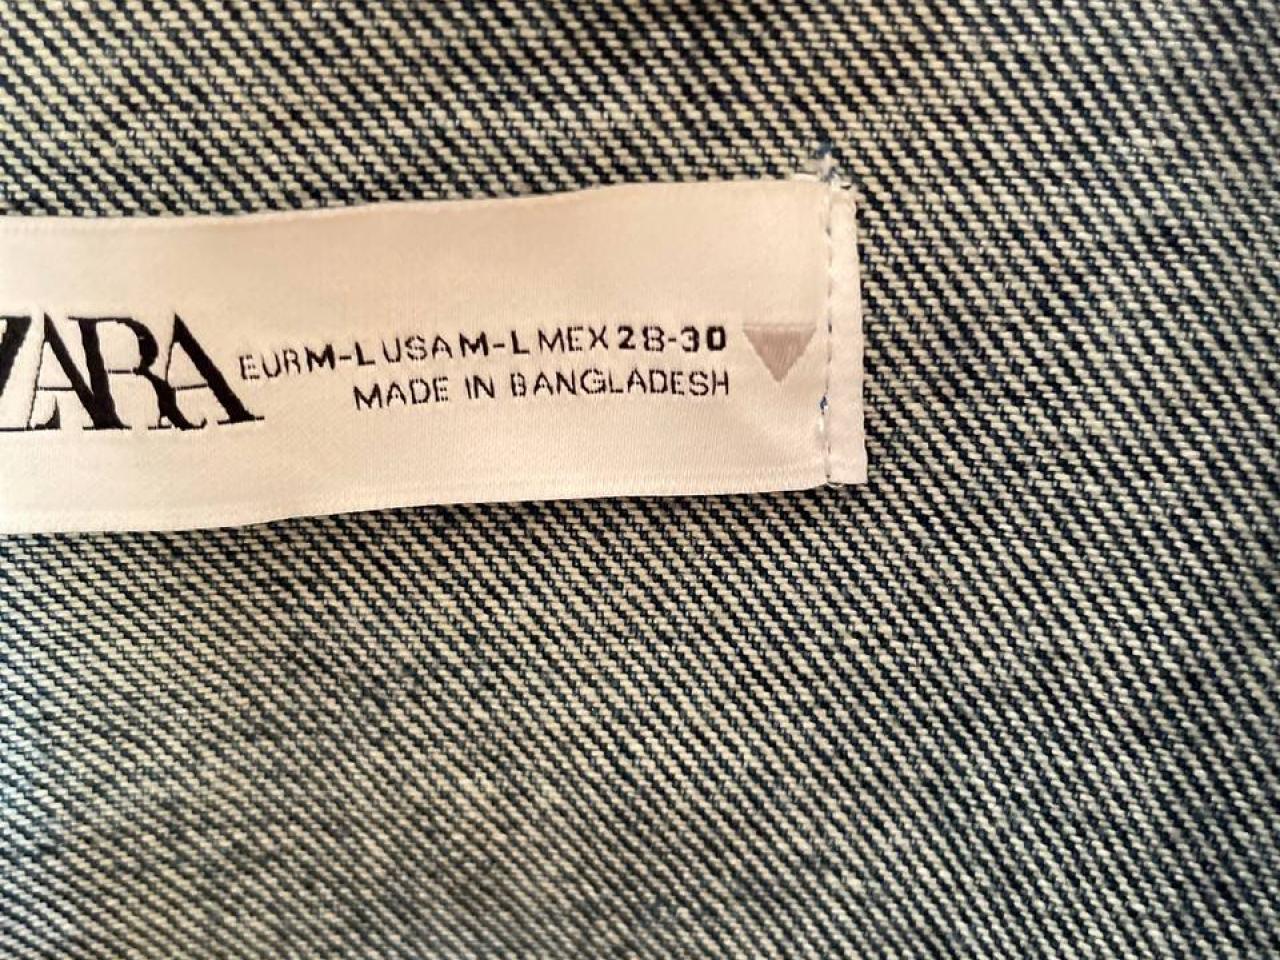 ZARA
EUR M-L USA M-L MEX 28-30
MADE IN BANGLADESH